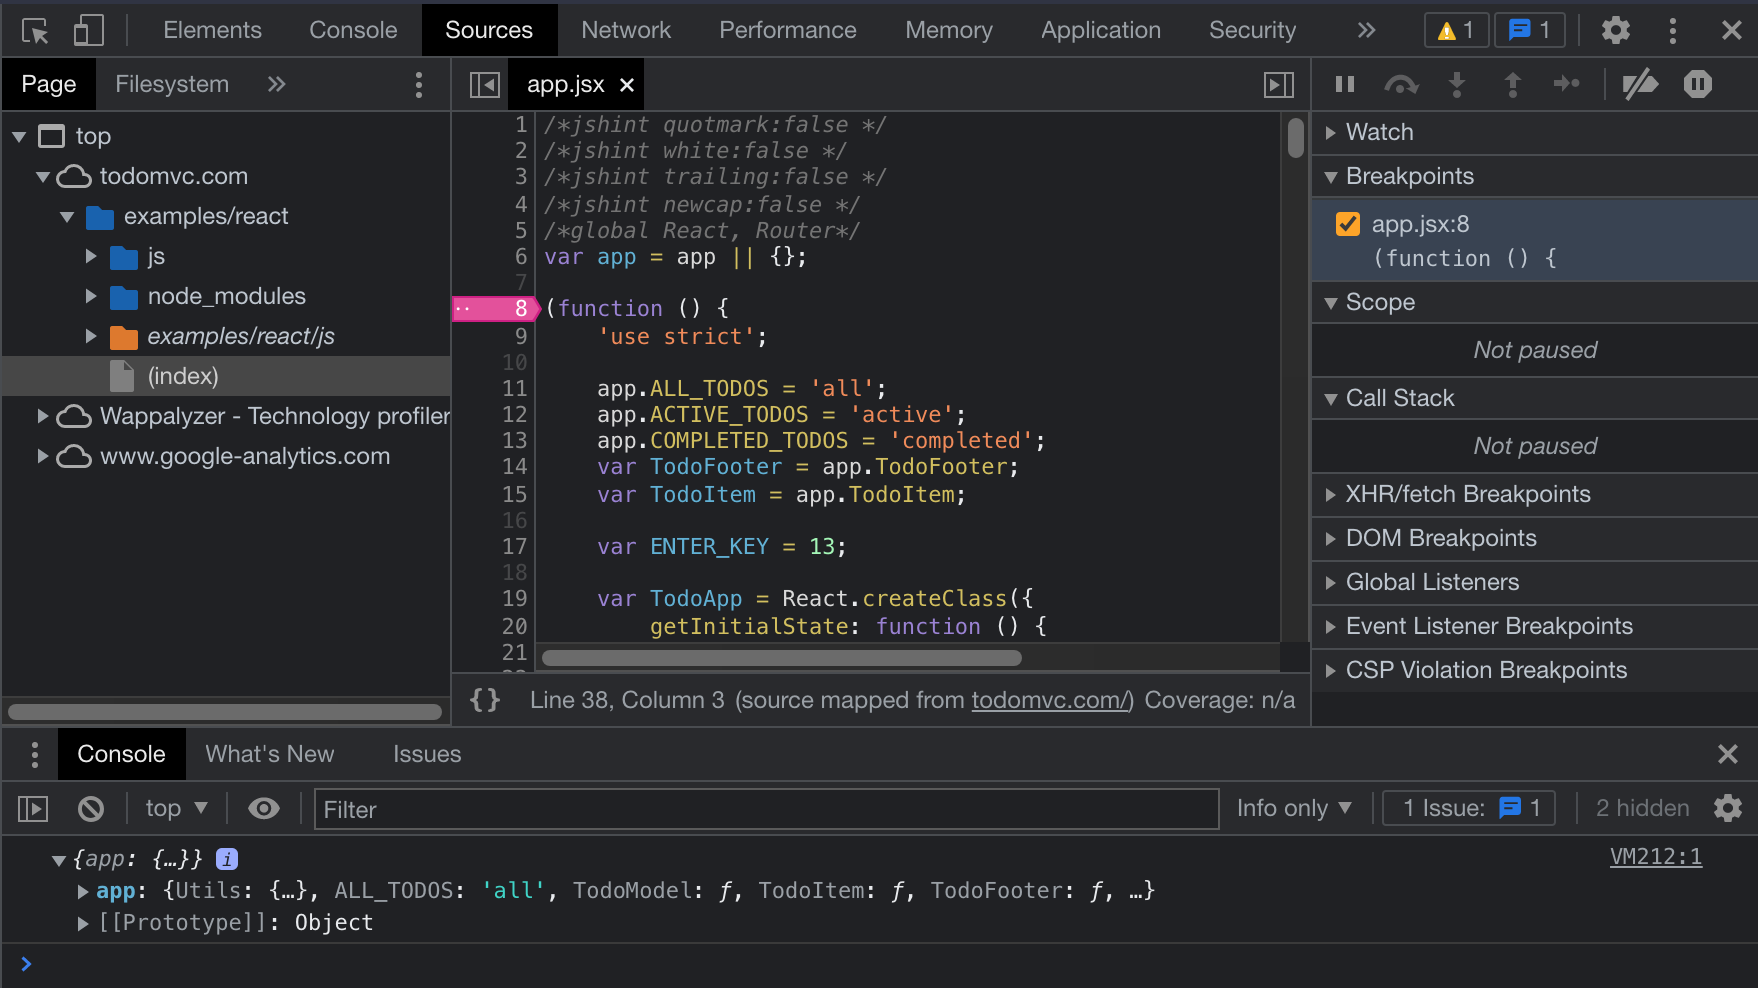 Elements Console Sources Network Performance Memory Application Security 1 1
Page Filesystem
app.jsx
top
todomvc.com
examples/react
js
node_modules
examples/react/js
(index)
Wappalyzer - Technology profiler
www.google-analytics.com
1 /*jshint quotmark:false */
2 /*jshint white:false */
3 /*jshint trailing:false */
4 /*jshint newcap:false */
5 /*global React, Router*/
6 var app = app || {};
7
8 (function () {
9 'use strict';
10
11 app.ALL_TODOS = 'all';
12 app.ACTIVE_TODOS = 'active';
13 app.COMPLETED_TODOS = 'completed';
14 var TodoFooter = app.TodoFooter;
15 var TodoItem = app.TodoItem;
16
17 var ENTER_KEY = 13;
18
19 var TodoApp = React.createClass({
20 getInitialState: function () {
21
{} Line 38, Column 3 (source mapped from todomvc.com/) Coverage: n/a
Watch
Breakpoints
app.jsx:8
(function () {
Scope
Not paused
Call Stack
Not paused
XHR/fetch Breakpoints
DOM Breakpoints
Global Listeners
Event Listener Breakpoints
CSP Violation Breakpoints
Console What's New Issues
top Filter Info only 1 Issue: 1 2 hidden
{app: {…}} i VM212:1
app: {Utils: {…}, ALL_TODOS: 'all', TodoModel: ƒ, TodoItem: ƒ, TodoFooter: ƒ, …}
[[Prototype]]: Object